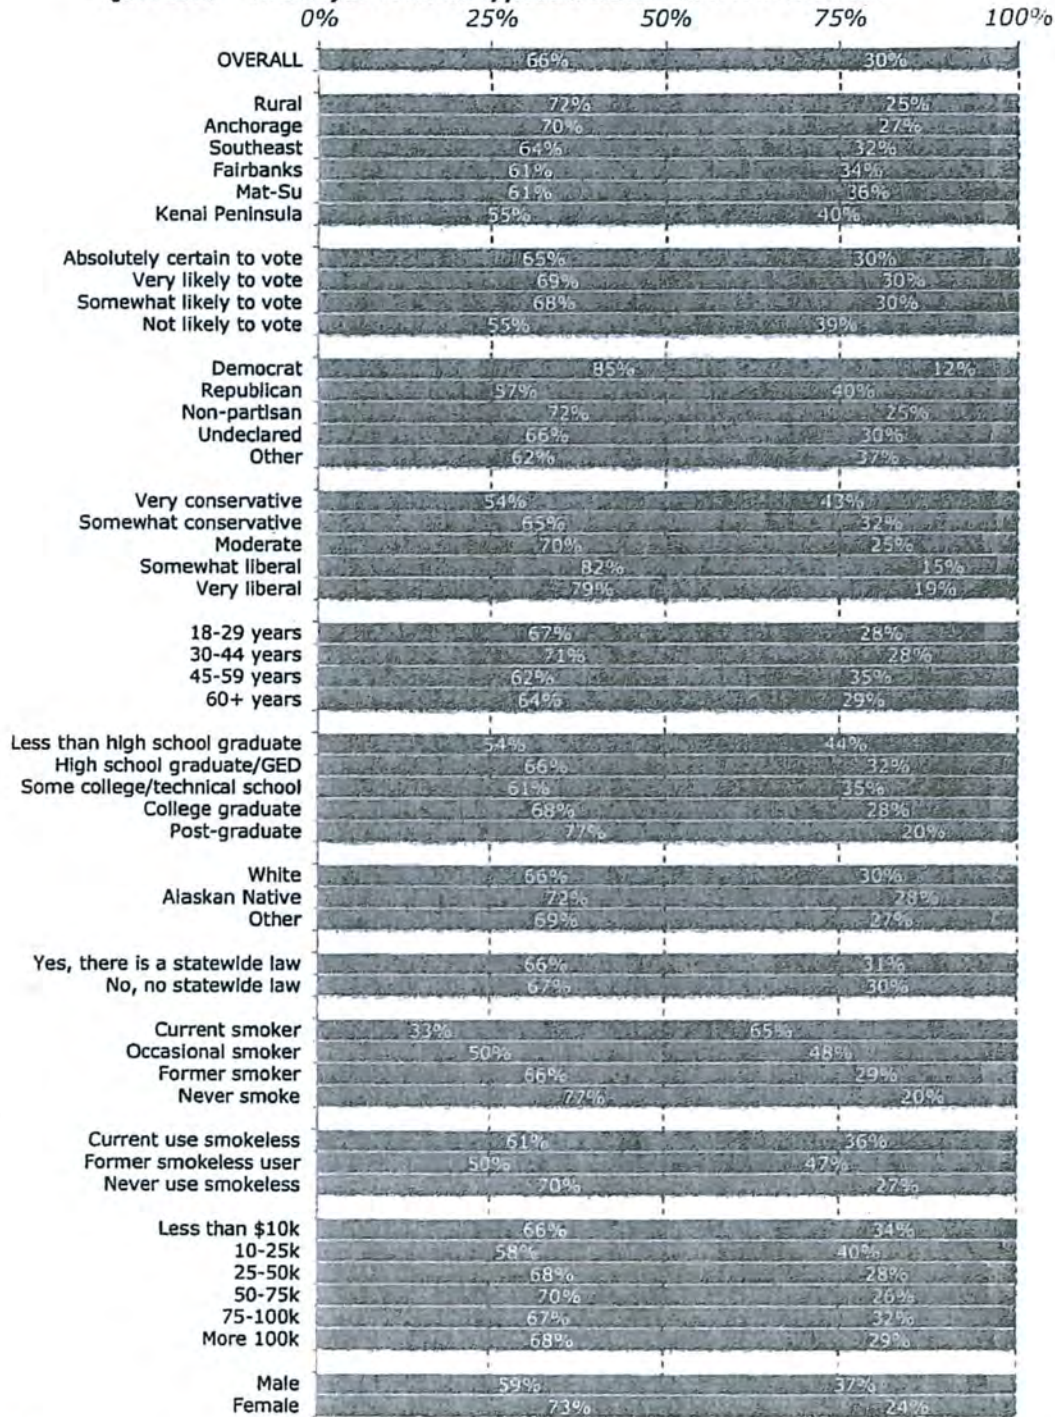 0% 25% 50% 75% 100%
OVERALL 66% 30%
Rural 72% 25%
Anchorage 70% 27%
Southeast 64% 32%
Fairbanks 61% 34%
Mat-Su 61% 36%
Kenai Peninsula 55% 40%
Absolutely certain to vote 65% 30%
Very likely to vote 69% 30%
Somewhat likely to vote 68% 30%
Not likely to vote 55% 39%
Democrat 85% 12%
Republican 57% 40%
Non-partisan 72% 25%
Undeclared 66% 30%
Other 62% 37%
Very conservative 54% 43%
Somewhat conservative 65% 32%
Moderate 70% 25%
Somewhat liberal 82% 15%
Very liberal 79% 19%
18-29 years 67% 28%
30-44 years 71% 28%
45-59 years 62% 35%
60+ years 64% 29%
Less than high school graduate 54% 44%
High school graduate/GED 66% 32%
Some college/technical school 61% 35%
College graduate 68% 28%
Post-graduate 77% 20%
White 66% 30%
Alaskan Native 72% 28%
Other 69% 27%
Yes, there is a statewide law 66% 31%
No, no statewide law 67% 30%
Current smoker 33% 65%
Occasional smoker 50% 48%
Former smoker 66% 29%
Never smoke 77% 20%
Current use smokeless 61% 36%
Former smokeless user 50% 47%
Never use smokeless 70% 27%
Less than $10k 66% 34%
10-25k 58% 40%
25-50k 68% 28%
50-75k 70% 26%
75-100k 67% 32%
More 100k 68% 29%
Male 59% 37%
Female 73% 24%